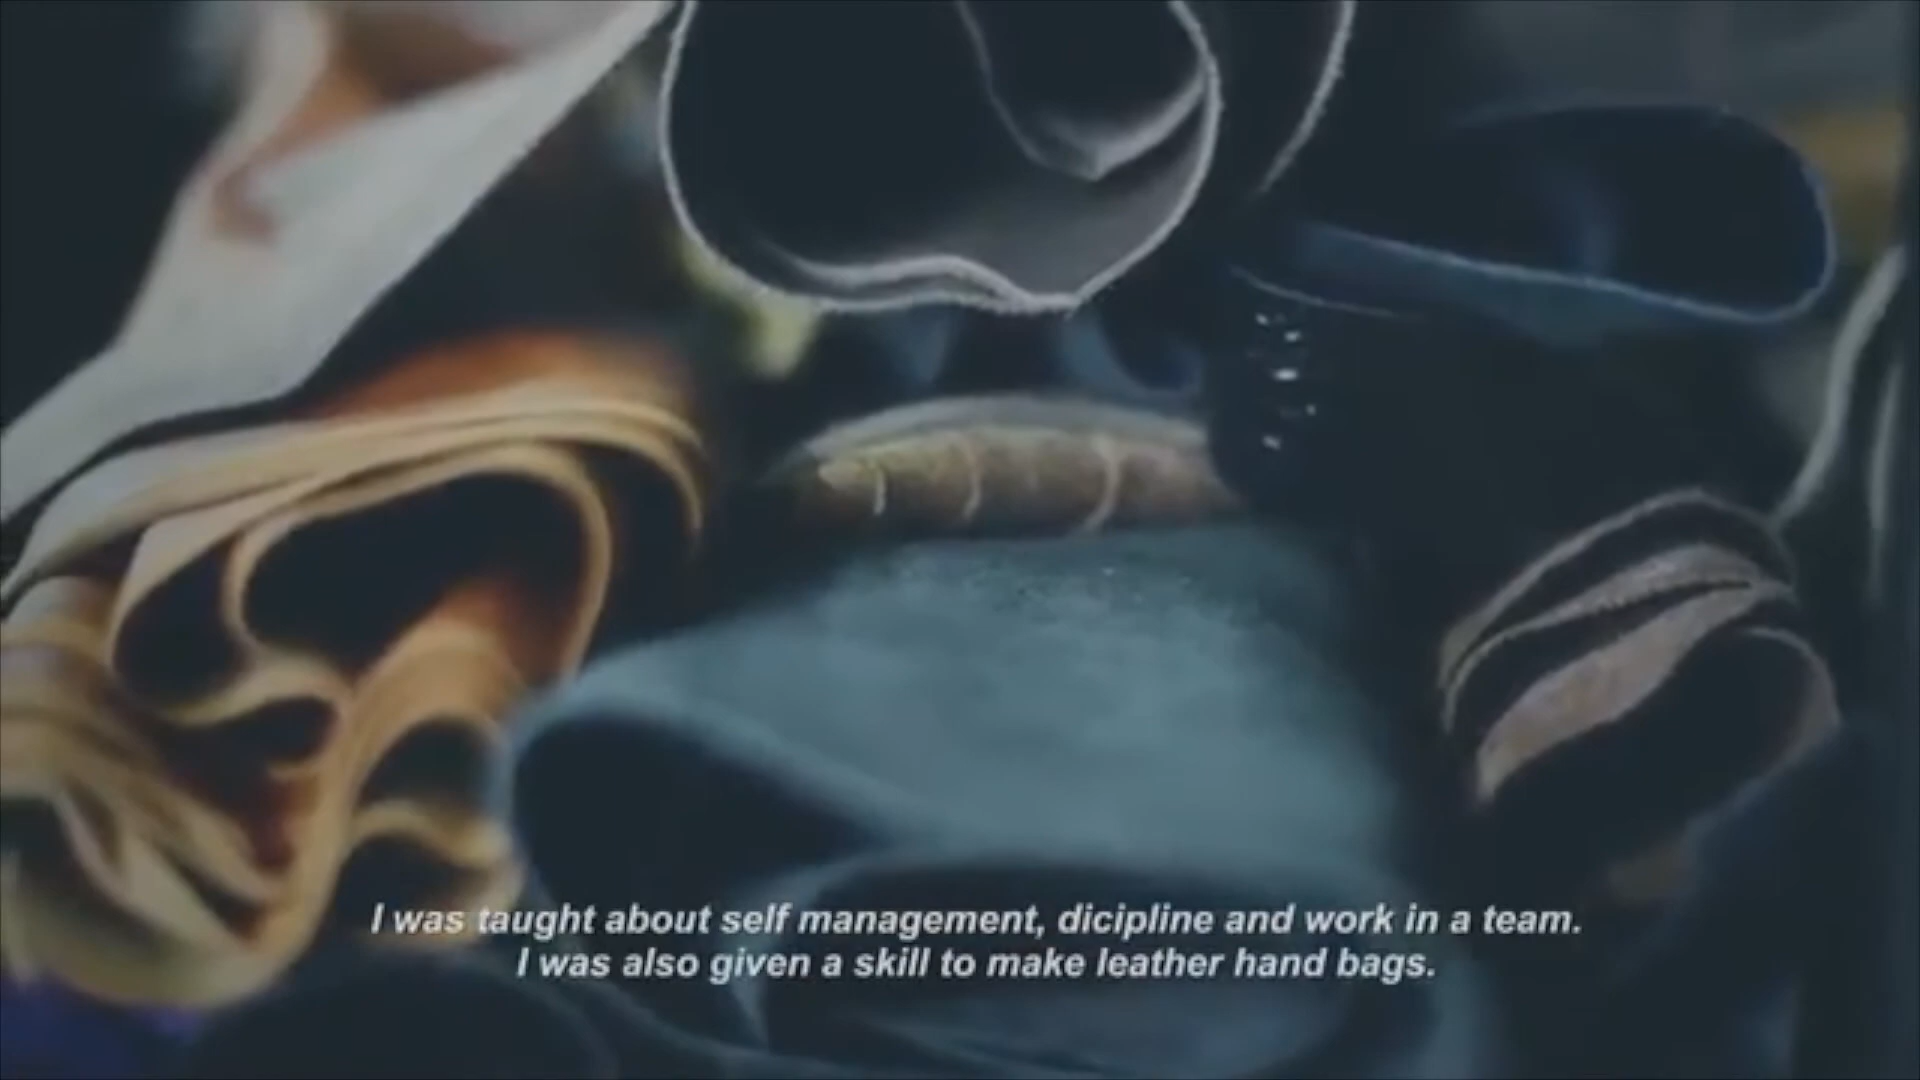 I was taught about self management, dicipline and work in a team.
I was also given a skill to make leather hand bags.